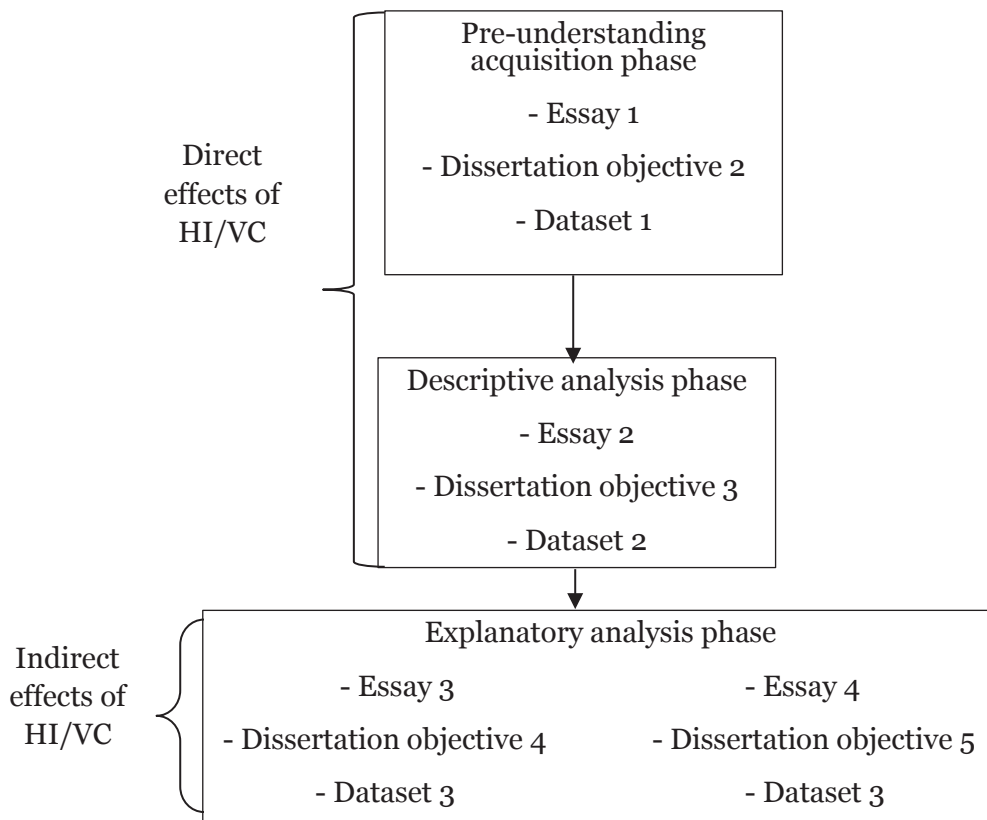 Pre-understanding
acquisition phase
- Essay 1
- Dissertation objective 2
- Dataset 1
Direct
effects of
HI/VC
Descriptive analysis phase
- Essay 2
- Dissertation objective 3
- Dataset 2
Explanatory analysis phase
Indirect
effects of
HI/VC
- Essay 3
- Dissertation objective 4
- Dataset 3
- Essay 4
- Dissertation objective 5
- Dataset 3